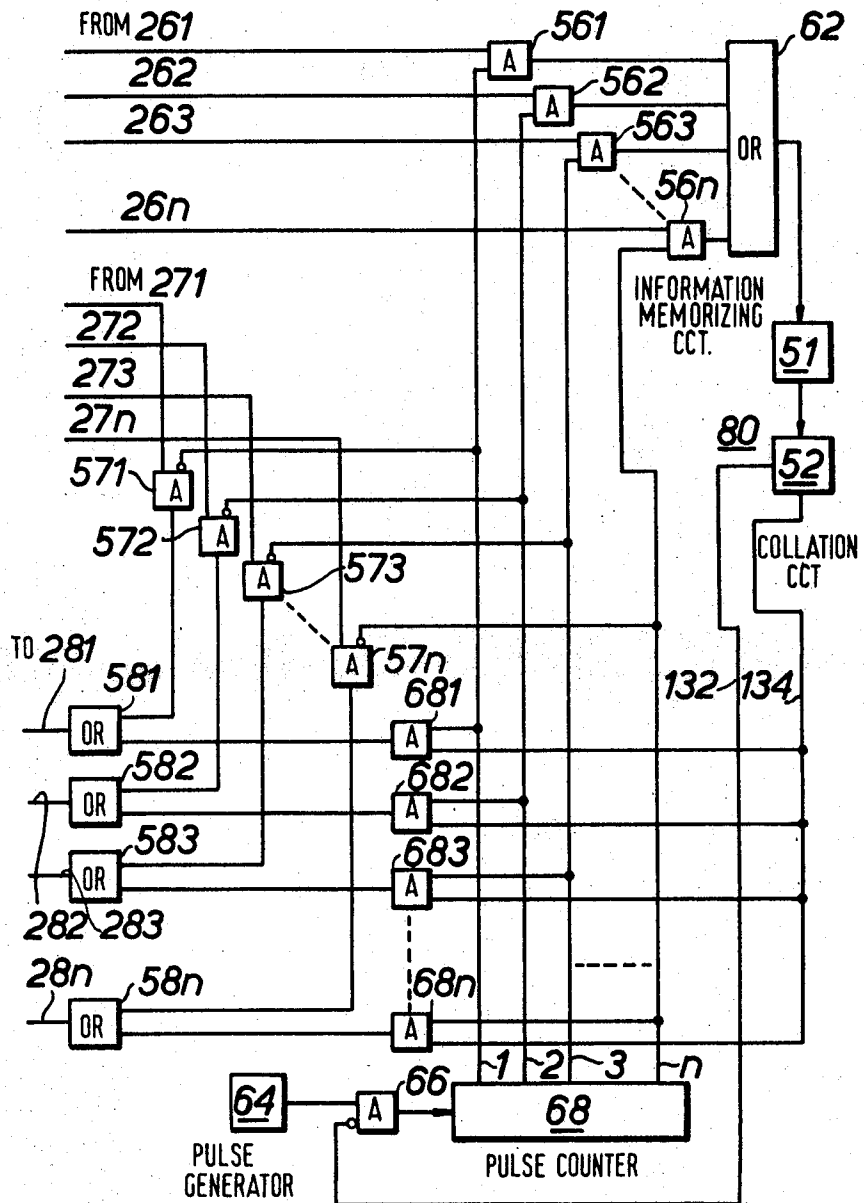 FROM 261
561
62
A
262
562
A
263
563
A
OR
26n
56n
A
FROM 271
INFORMATION
MEMORIZING
CCT.
272
273
51
27n
80
571
A
52
572
A
COLLATION
CCT
A
573
TO 281
57n
A
581
132
134
681
OR
A
582
682
OR
A
583
683
OR
A
282
283
28n
58n
68n
OR
A
1
2
3
n
66
64
A
68
PULSE
GENERATOR
PULSE COUNTER